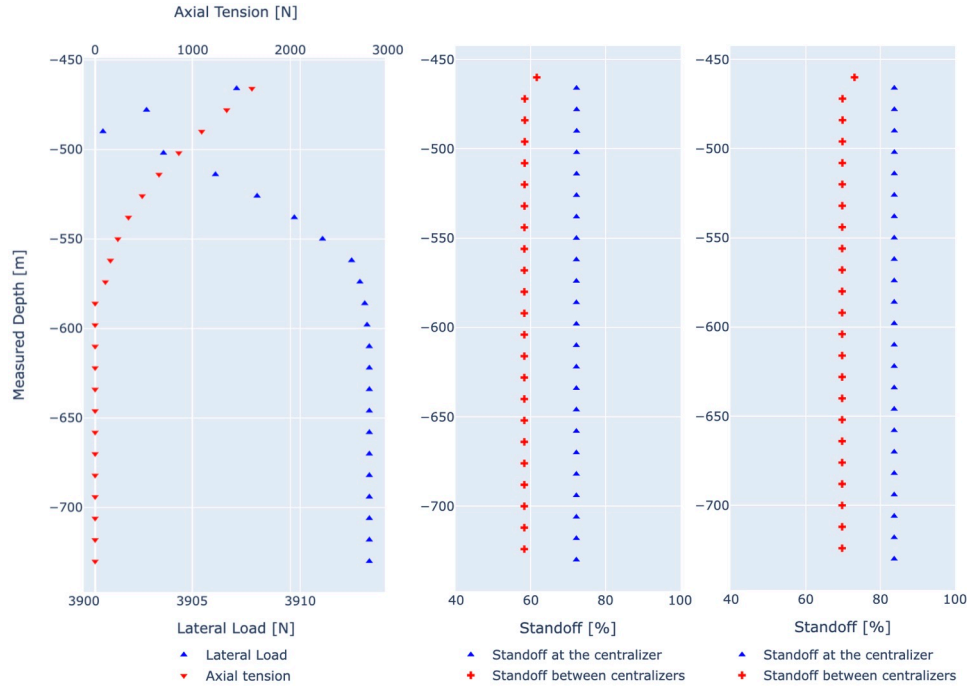 Axial Tension [N]
0 1000 2000 3000
−450 −450 −450
−500 −500 −500
−550 −550 −550
−600 −600 −600
−650 −650 −650
−700 −700 −700
Measured Depth [m]
3900 3905 3910 40 60 80 100 40 60 80 100
Lateral Load [N] Standoff [%] Standoff [%]
Lateral Load Standoff at the centralizer Standoff at the centralizer
Axial tension Standoff between centralizers Standoff between centralizers